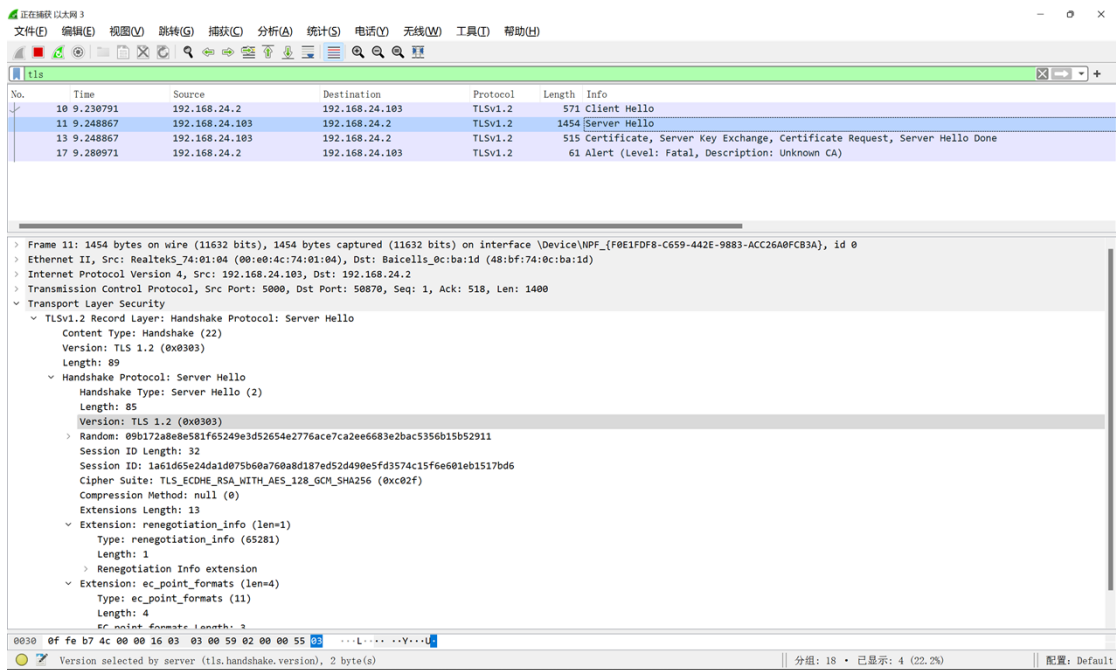 正在捕获 以太网 3
文件(F) 编辑(E) 视图(V) 跳转(G) 捕获(C) 分析(A) 统计(S) 电话(Y) 无线(W) 工具(T) 帮助(H)
tls
No. Time Source Destination Protocol Length Info
10 9.230791 192.168.24.2 192.168.24.103 TLSv1.2 571 Client Hello
11 9.248867 192.168.24.103 192.168.24.2 TLSv1.2 1454 Server Hello
13 9.248867 192.168.24.103 192.168.24.2 TLSv1.2 515 Certificate, Server Key Exchange, Certificate Request, Server Hello Done
17 9.280971 192.168.24.2 192.168.24.103 TLSv1.2 61 Alert (Level: Fatal, Description: Unknown CA)
Frame 11: 1454 bytes on wire (11632 bits), 1454 bytes captured (11632 bits) on interface \Device\NPF_{F0E1FDF8-C659-442E-9883-ACC26A0FCB3A}, id 0
Ethernet II, Src: RealtekS_74:01:04 (00:e0:4c:74:01:04), Dst: Baicells_0c:ba:1d (48:bf:74:0c:ba:1d)
Internet Protocol Version 4, Src: 192.168.24.103, Dst: 192.168.24.2
Transmission Control Protocol, Src Port: 5000, Dst Port: 50870, Seq: 1, Ack: 518, Len: 1400
Transport Layer Security
TLSv1.2 Record Layer: Handshake Protocol: Server Hello
Content Type: Handshake (22)
Version: TLS 1.2 (0x0303)
Length: 89
Handshake Protocol: Server Hello
Handshake Type: Server Hello (2)
Length: 85
Version: TLS 1.2 (0x0303)
Random: 09b172a8e8e581f65249e3d52654e2776ace7ca2ee6683e2bac5356b15b52911
Session ID Length: 32
Session ID: 1a61d65e24da1d075b60a760a8d187ed52d490e5fd3574c15f6e601eb1517bd6
Cipher Suite: TLS_ECDHE_RSA_WITH_AES_128_GCM_SHA256 (0xc02f)
Compression Method: null (0)
Extensions Length: 13
Extension: renegotiation_info (len=1)
Type: renegotiation_info (65281)
Length: 1
Renegotiation Info extension
Extension: ec_point_formats (len=4)
Type: ec_point_formats (11)
Length: 4
EC point formats Length: 3
0030 0f fe b7 4c 00 00 16 03 03 00 59 02 00 00 55 03 ···L···· ··Y···U·
Version selected by server (tls.handshake.version), 2 byte(s) 分组: 18 • 已显示: 4 (22.2%) 配置: Default